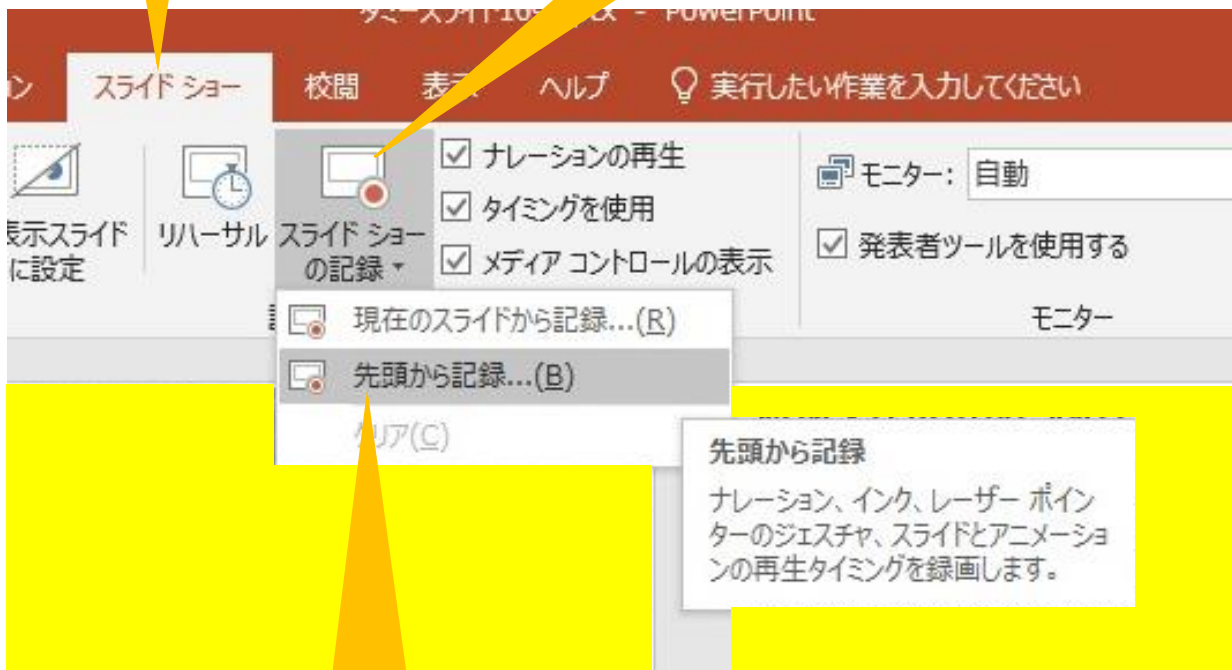 PowerPoint
スライド ショー 校閲 表示 ヘルプ 実行したい作業を入力してください
表示スライド
に設定
リハーサル
スライド ショー
の記録
ナレーションの再生
タイミングを使用
メディア コントロールの表示
モニター: 自動
発表者ツールを使用する
モニター
現在のスライドから記録...(R)
先頭から記録...(B)
クリア(C)
先頭から記録
ナレーション、インク、レーザー ポイン
ターのジェスチャ、スライドとアニメーショ
ンの再生タイミングを録画します。